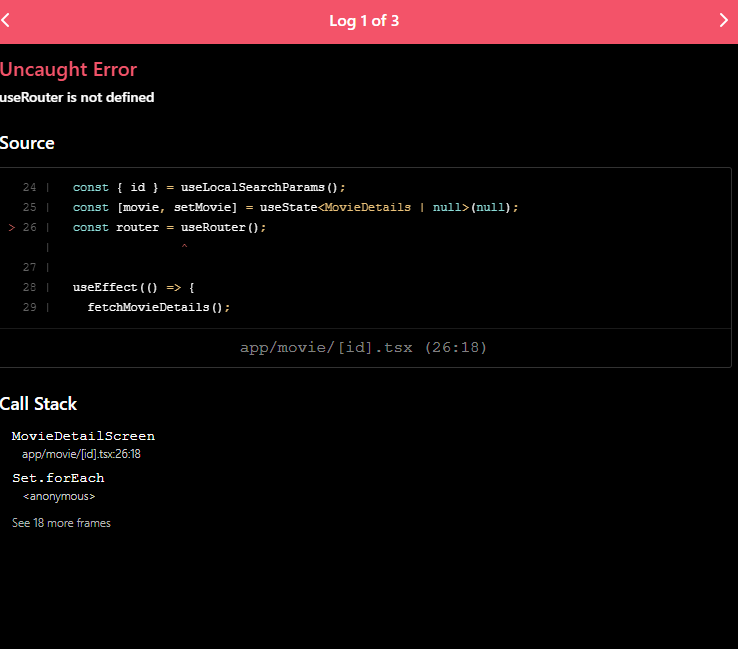 Log 1 of 3
Uncaught Error
useRouter is not defined
Source
24 |   const { id } = useLocalSearchParams();
25 |   const [movie, setMovie] = useState<MovieDetails | null>(null);
> 26 |   const router = useRouter();
|                  ^
27 |
28 |   useEffect(() => {
29 |     fetchMovieDetails();
app/movie/[id].tsx (26:18)
Call Stack
MovieDetailScreen
app/movie/[id].tsx:26:18
Set.forEach
<anonymous>
See 18 more frames